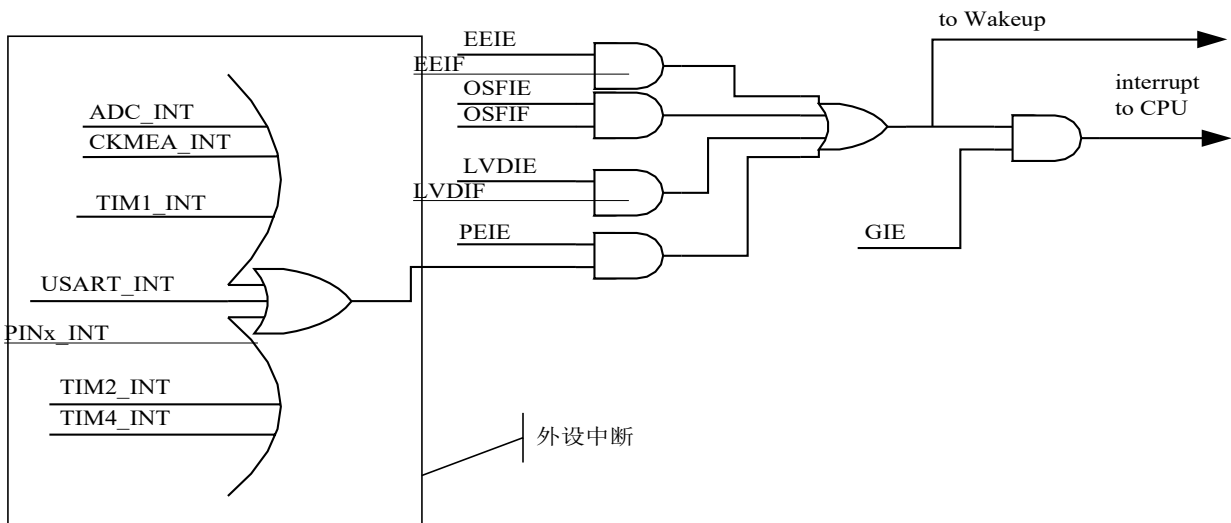 to Wakeup
EEIE
EEIF
OSFIE
OSFIF
interrupt
to CPU
ADC_INT
CKMEA_INT
LVDIE
LVDIF
TIM1_INT
PEIE
GIE
USART_INT
PINx_INT
TIM2_INT
TIM4_INT
外设中断